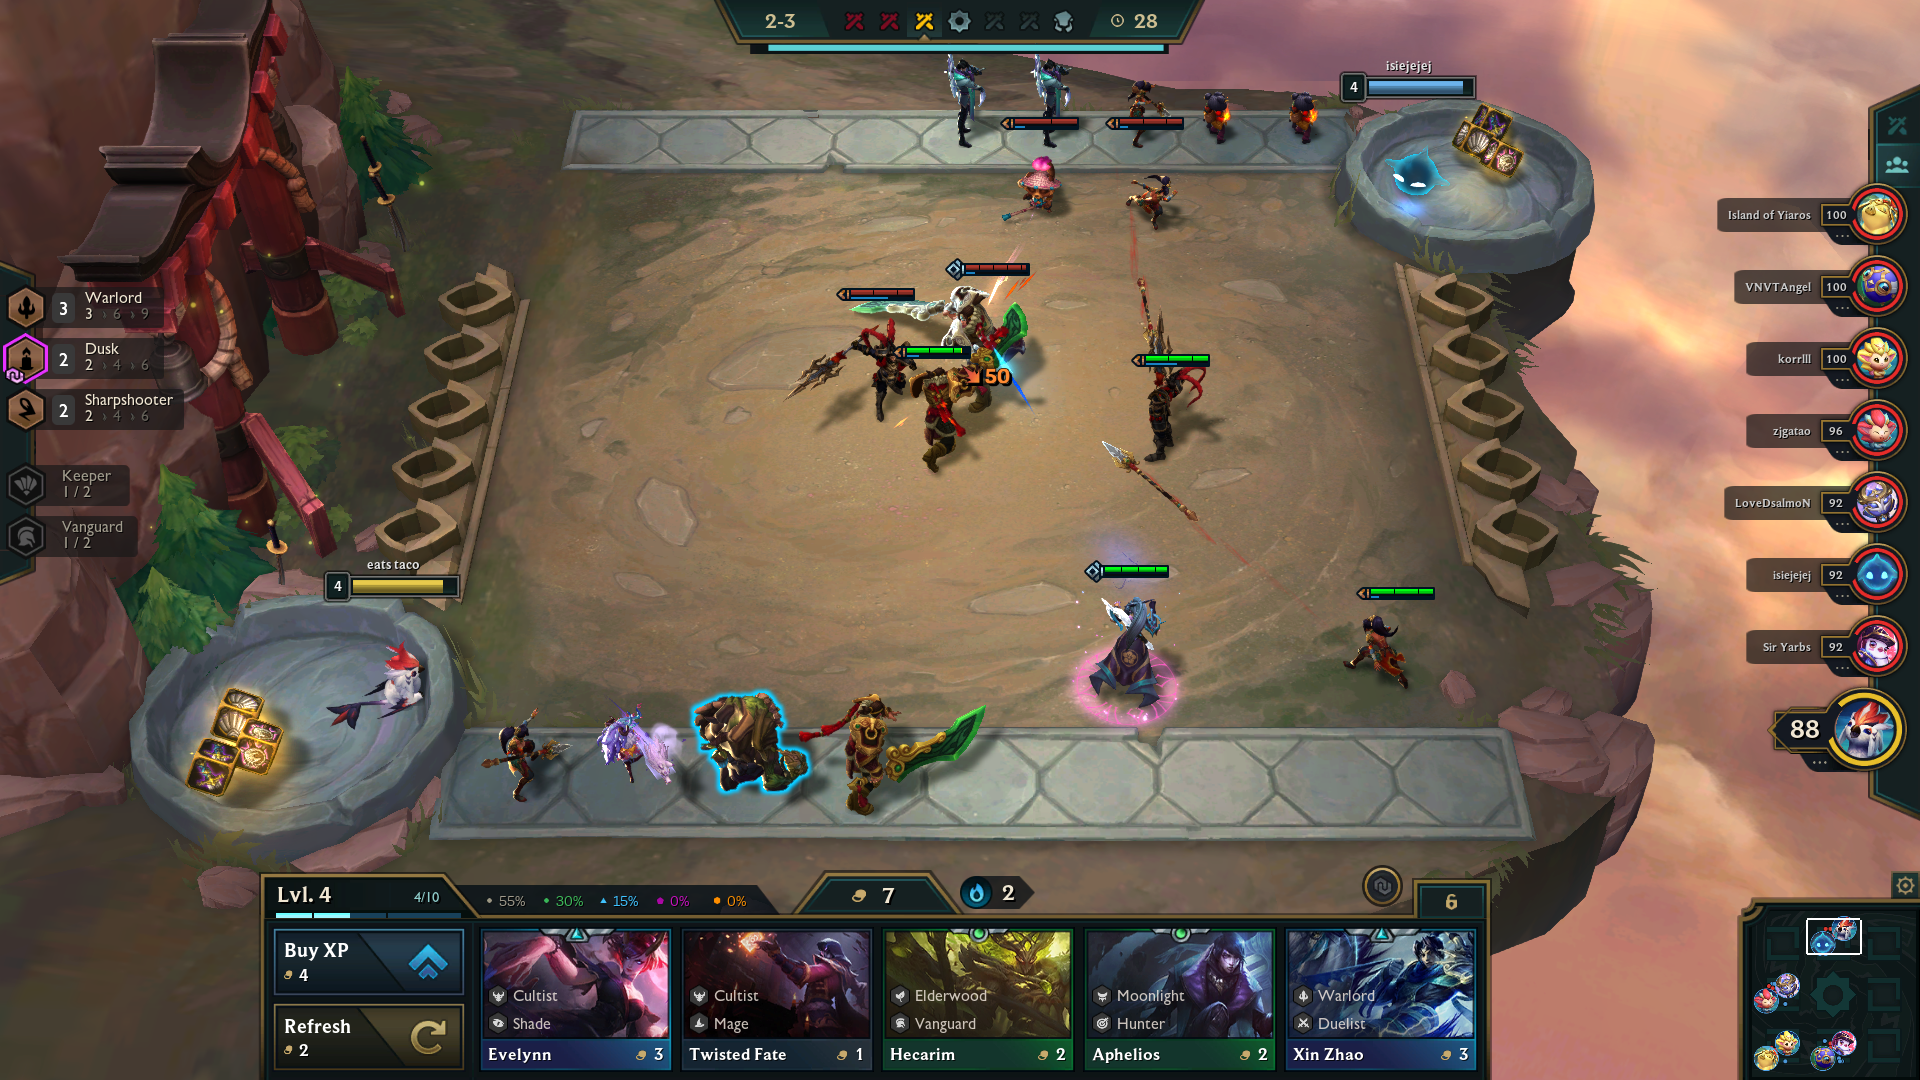 2-3
28
isiejejej
4
Island of Yiaros
100
VNVTAngel
100
korrlll
100
zjgatao
96
LoveDsalmoN
92
isiejejej
92
Sir Yarbs
92
88
3
Warlord
3 › 6 › 9
2
Dusk
2 › 4 › 6
2
Sharpshooter
2 › 4 › 6
Keeper
1 / 2
Vanguard
1 / 2
50
eats taco
4
Lvl. 4
4/10
55%
30%
15%
0%
0%
7
2
6
Buy XP
4
Refresh
2
Cultist
Shade
Evelynn
3
Cultist
Mage
Twisted Fate
1
Elderwood
Vanguard
Hecarim
2
Moonlight
Hunter
Aphelios
2
Warlord
Duelist
Xin Zhao
3